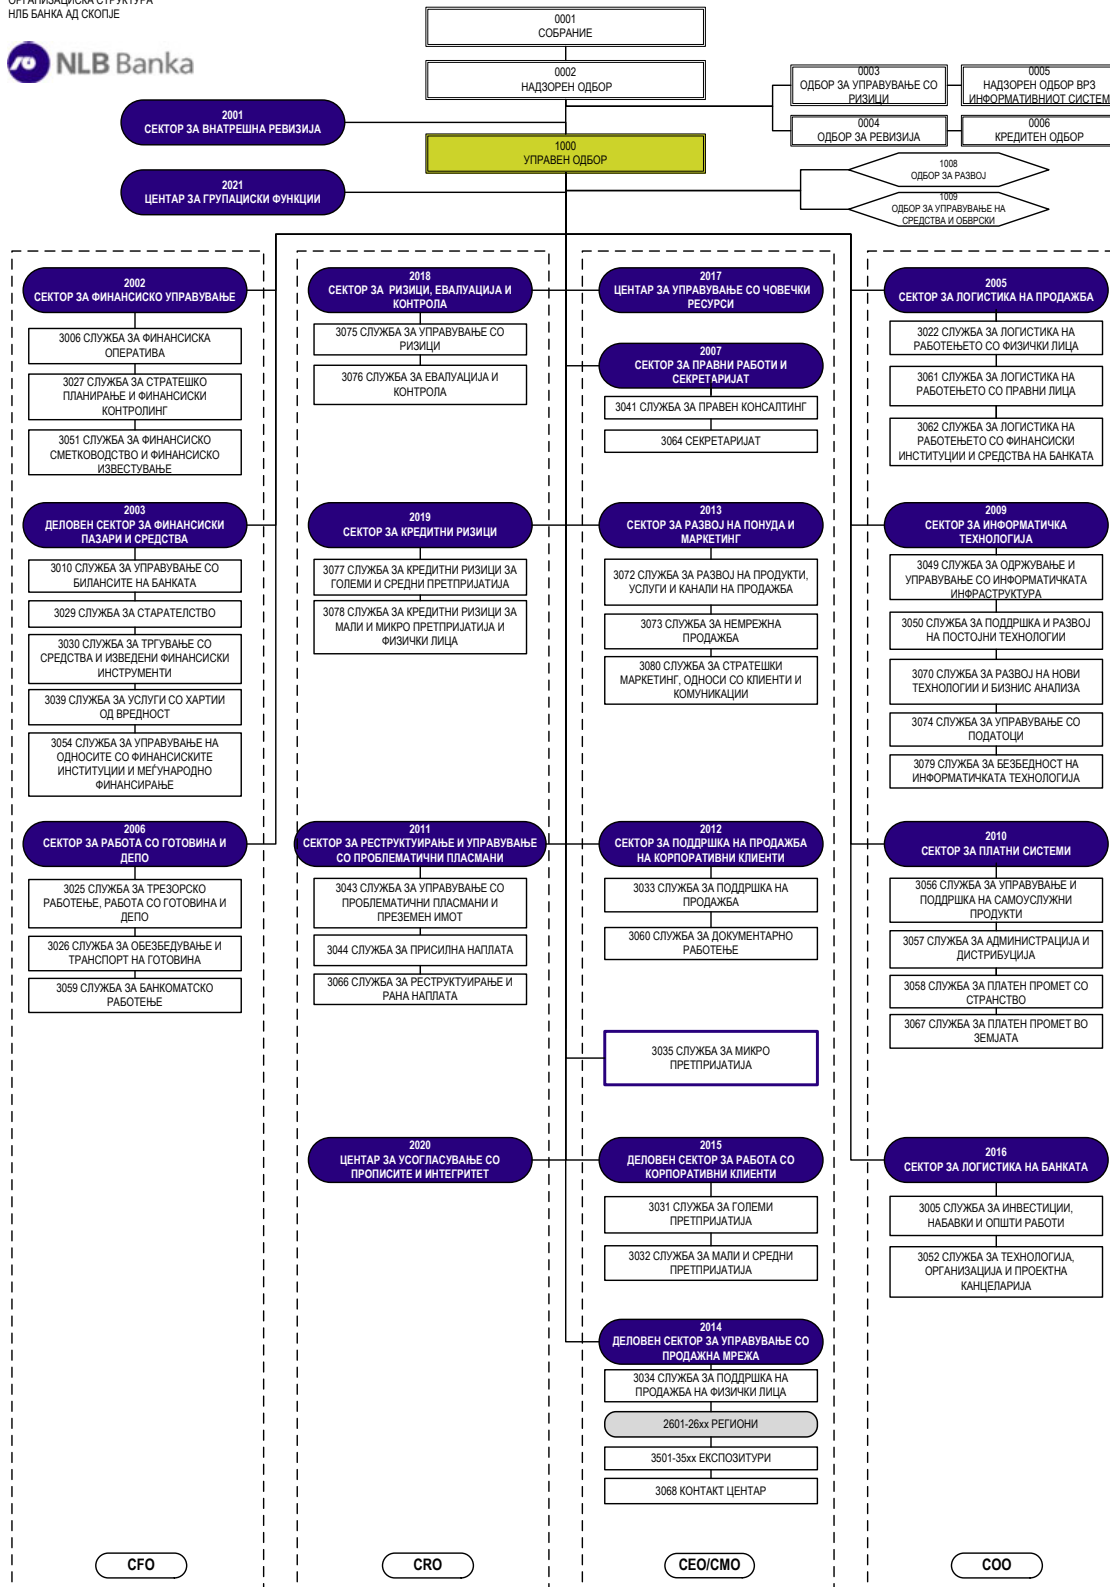 ОРГАНИЗАЦИСКА СТРУКТУРА
НЛБ БАНКА АД СКОПЈЕ
NLB Banka
0001
СОБРАНИЕ
0002
НАДЗОРЕН ОДБОР
0003
ОДБОР ЗА УПРАВУВАЊЕ СО
РИЗИЦИ
0005
НАДЗОРЕН ОДБОР ВРЗ
ИНФОРМАТИВНИОТ СИСТЕМ
2001
СЕКТОР ЗА ВНАТРЕШНА РЕВИЗИЈА
0004
ОДБОР ЗА РЕВИЗИЈА
0006
КРЕДИТЕН ОДБОР
1000
УПРАВЕН ОДБОР
1008
ОДБОР ЗА РАЗВОЈ
2021
ЦЕНТАР ЗА ГРУПАЦИСКИ ФУНКЦИИ
1009
ОДБОР ЗА УПРАВУВАЊЕ НА
СРЕДСТВА И ОБВРСКИ
2002
СЕКТОР ЗА ФИНАНСИСКО УПРАВУВАЊЕ
3006 СЛУЖБА ЗА ФИНАНСИСКА
ОПЕРАТИВА
3027 СЛУЖБА ЗА СТРАТЕШКО
ПЛАНИРАЊЕ И ФИНАНСИСКИ
КОНТРОЛИНГ
3051 СЛУЖБА ЗА ФИНАНСИСКО
СМЕТКОВОДСТВО И ФИНАНСИСКО
ИЗВЕСТУВАЊЕ
2003
ДЕЛОВЕН СЕКТОР ЗА ФИНАНСИСКИ
ПАЗАРИ И СРЕДСТВА
3010 СЛУЖБА ЗА УПРАВУВАЊЕ СО
БИЛАНСИТЕ НА БАНКАТА
3029 СЛУЖБА ЗА СТАРАТЕЛСТВО
3030 СЛУЖБА ЗА ТРГУВАЊЕ СО
СРЕДСТВА И ИЗВЕДЕНИ ФИНАНСИСКИ
ИНСТРУМЕНТИ
3039 СЛУЖБА ЗА УСЛУГИ СО ХАРТИИ
ОД ВРЕДНОСТ
3054 СЛУЖБА ЗА УПРАВУВАЊЕ НА
ОДНОСИТЕ СО ФИНАНСИСКИТЕ
ИНСТИТУЦИИ И МЕЃУНАРОДНО
ФИНАНСИРАЊЕ
2006
СЕКТОР ЗА РАБОТА СО ГОТОВИНА И
ДЕПО
3025 СЛУЖБА ЗА ТРЕЗОРСКО
РАБОТЕЊЕ, РАБОТА СО ГОТОВИНА И
ДЕПО
3026 СЛУЖБА ЗА ОБЕЗБЕДУВАЊЕ И
ТРАНСПОРТ НА ГОТОВИНА
3059 СЛУЖБА ЗА БАНКОМАТСКО
РАБОТЕЊЕ
CFO
2018
СЕКТОР ЗА РИЗИЦИ, ЕВАЛУАЦИЈА И
КОНТРОЛА
3075 СЛУЖБА ЗА УПРАВУВАЊЕ СО
РИЗИЦИ
3076 СЛУЖБА ЗА ЕВАЛУАЦИЈА И
КОНТРОЛА
2019
СЕКТОР ЗА КРЕДИТНИ РИЗИЦИ
3077 СЛУЖБА ЗА КРЕДИТНИ РИЗИЦИ ЗА
ГОЛЕМИ И СРЕДНИ ПРЕТПРИЈАТИЈА
3078 СЛУЖБА ЗА КРЕДИТНИ РИЗИЦИ ЗА
МАЛИ И МИКРО ПРЕТПРИЈАТИЈА И
ФИЗИЧКИ ЛИЦА
2011
СЕКТОР ЗА РЕСТРУКТУИРАЊЕ И УПРАВУВАЊЕ
СО ПРОБЛЕМАТИЧНИ ПЛАСМАНИ
3043 СЛУЖБА ЗА УПРАВУВАЊЕ СО
ПРОБЛЕМАТИЧНИ ПЛАСМАНИ И
ПРЕЗЕМЕН ИМОТ
3044 СЛУЖБА ЗА ПРИСИЛНА НАПЛАТА
3066 СЛУЖБА ЗА РЕСТРУКТУИРАЊЕ И
РАНА НАПЛАТА
2020
ЦЕНТАР ЗА УСОГЛАСУВАЊЕ СО
ПРОПИСИТЕ И ИНТЕГРИТЕТ
CRO
2017
ЦЕНТАР ЗА УПРАВУВАЊЕ СО ЧОВЕЧКИ
РЕСУРСИ
2007
СЕКТОР ЗА ПРАВНИ РАБОТИ И
СЕКРЕТАРИЈАТ
3041 СЛУЖБА ЗА ПРАВЕН КОНСАЛТИНГ
3064 СЕКРЕТАРИЈАТ
2013
СЕКТОР ЗА РАЗВОЈ НА ПОНУДА И
МАРКЕТИНГ
3072 СЛУЖБА ЗА РАЗВОЈ НА ПРОДУКТИ,
УСЛУГИ И КАНАЛИ НА ПРОДАЖБА
3073 СЛУЖБА ЗА НЕМРЕЖНА
ПРОДАЖБА
3080 СЛУЖБА ЗА СТРАТЕШКИ
МАРКЕТИНГ, ОДНОСИ СО КЛИЕНТИ И
КОМУНИКАЦИИ
2012
СЕКТОР ЗА ПОДДРШКА НА ПРОДАЖБА
НА КОРПОРАТИВНИ КЛИЕНТИ
3033 СЛУЖБА ЗА ПОДДРШКА НА
ПРОДАЖБА
3060 СЛУЖБА ЗА ДОКУМЕНТАРНО
РАБОТЕЊЕ
3035 СЛУЖБА ЗА МИКРО
ПРЕТПРИЈАТИЈА
2015
ДЕЛОВЕН СЕКТОР ЗА РАБОТА СО
КОРПОРАТИВНИ КЛИЕНТИ
3031 СЛУЖБА ЗА ГОЛЕМИ
ПРЕТПРИЈАТИЈА
3032 СЛУЖБА ЗА МАЛИ И СРЕДНИ
ПРЕТПРИЈАТИЈА
2014
ДЕЛОВЕН СЕКТОР ЗА УПРАВУВАЊЕ СО
ПРОДАЖНА МРЕЖА
3034 СЛУЖБА ЗА ПОДДРШКА НА
ПРОДАЖБА НА ФИЗИЧКИ ЛИЦА
2601-26xx РЕГИОНИ
3501-35xx ЕКСПОЗИТУРИ
3068 КОНТАКТ ЦЕНТАР
CEO/CMO
2005
СЕКТОР ЗА ЛОГИСТИКА НА ПРОДАЖБА
3022 СЛУЖБА ЗА ЛОГИСТИКА НА
РАБОТЕЊЕТО СО ФИЗИЧКИ ЛИЦА
3061 СЛУЖБА ЗА ЛОГИСТИКА НА
РАБОТЕЊЕТО СО ПРАВНИ ЛИЦА
3062 СЛУЖБА ЗА ЛОГИСТИКА НА
РАБОТЕЊЕТО СО ФИНАНСИСКИ
ИНСТИТУЦИИ И СРЕДСТВА НА БАНКАТА
2009
СЕКТОР ЗА ИНФОРМАТИЧКА
ТЕХНОЛОГИЈА
3049 СЛУЖБА ЗА ОДРЖУВАЊЕ И
УПРАВУВАЊЕ СО ИНФОРМАТИЧКАТА
ИНФРАСТРУКТУРА
3050 СЛУЖБА ЗА ПОДДРШКА И РАЗВОЈ
НА ПОСТОЈНИ ТЕХНОЛОГИИ
3070 СЛУЖБА ЗА РАЗВОЈ НА НОВИ
ТЕХНОЛОГИИ И БИЗНИС АНАЛИЗА
3074 СЛУЖБА ЗА УПРАВУВАЊЕ СО
ПОДАТОЦИ
3079 СЛУЖБА ЗА БЕЗБЕДНОСТ НА
ИНФОРМАТИЧКАТА ТЕХНОЛОГИЈА
2010
СЕКТОР ЗА ПЛАТНИ СИСТЕМИ
3056 СЛУЖБА ЗА УПРАВУВАЊЕ И
ПОДДРШКА НА САМОУСЛУЖНИ
ПРОДУКТИ
3057 СЛУЖБА ЗА АДМИНИСТРАЦИЈА И
ДИСТРИБУЦИЈА
3058 СЛУЖБА ЗА ПЛАТЕН ПРОМЕТ СО
СТРАНСТВО
3067 СЛУЖБА ЗА ПЛАТЕН ПРОМЕТ ВО
ЗЕМЈАТА
2016
СЕКТОР ЗА ЛОГИСТИКА НА БАНКАТА
3005 СЛУЖБА ЗА ИНВЕСТИЦИИ,
НАБАВКИ И ОПШТИ РАБОТИ
3052 СЛУЖБА ЗА ТЕХНОЛОГИЈА,
ОРГАНИЗАЦИЈА И ПРОЕКТНА
КАНЦЕЛАРИЈА
COO